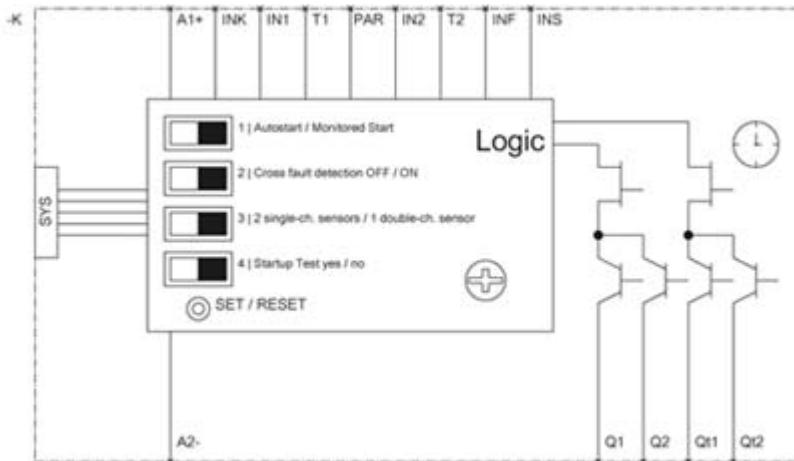 -K A1+ INK IN1 T1 PAR IN2 T2 INF INS
1 | Autostart / Monitored Start
Logic
2 | Cross fault detection OFF / ON
SYS
3 | 2 single-ch. sensors / 1 double-ch. sensor
4 | Startup Test yes / no
SET / RESET
A2- Q1 Q2 Qt1 Qt2